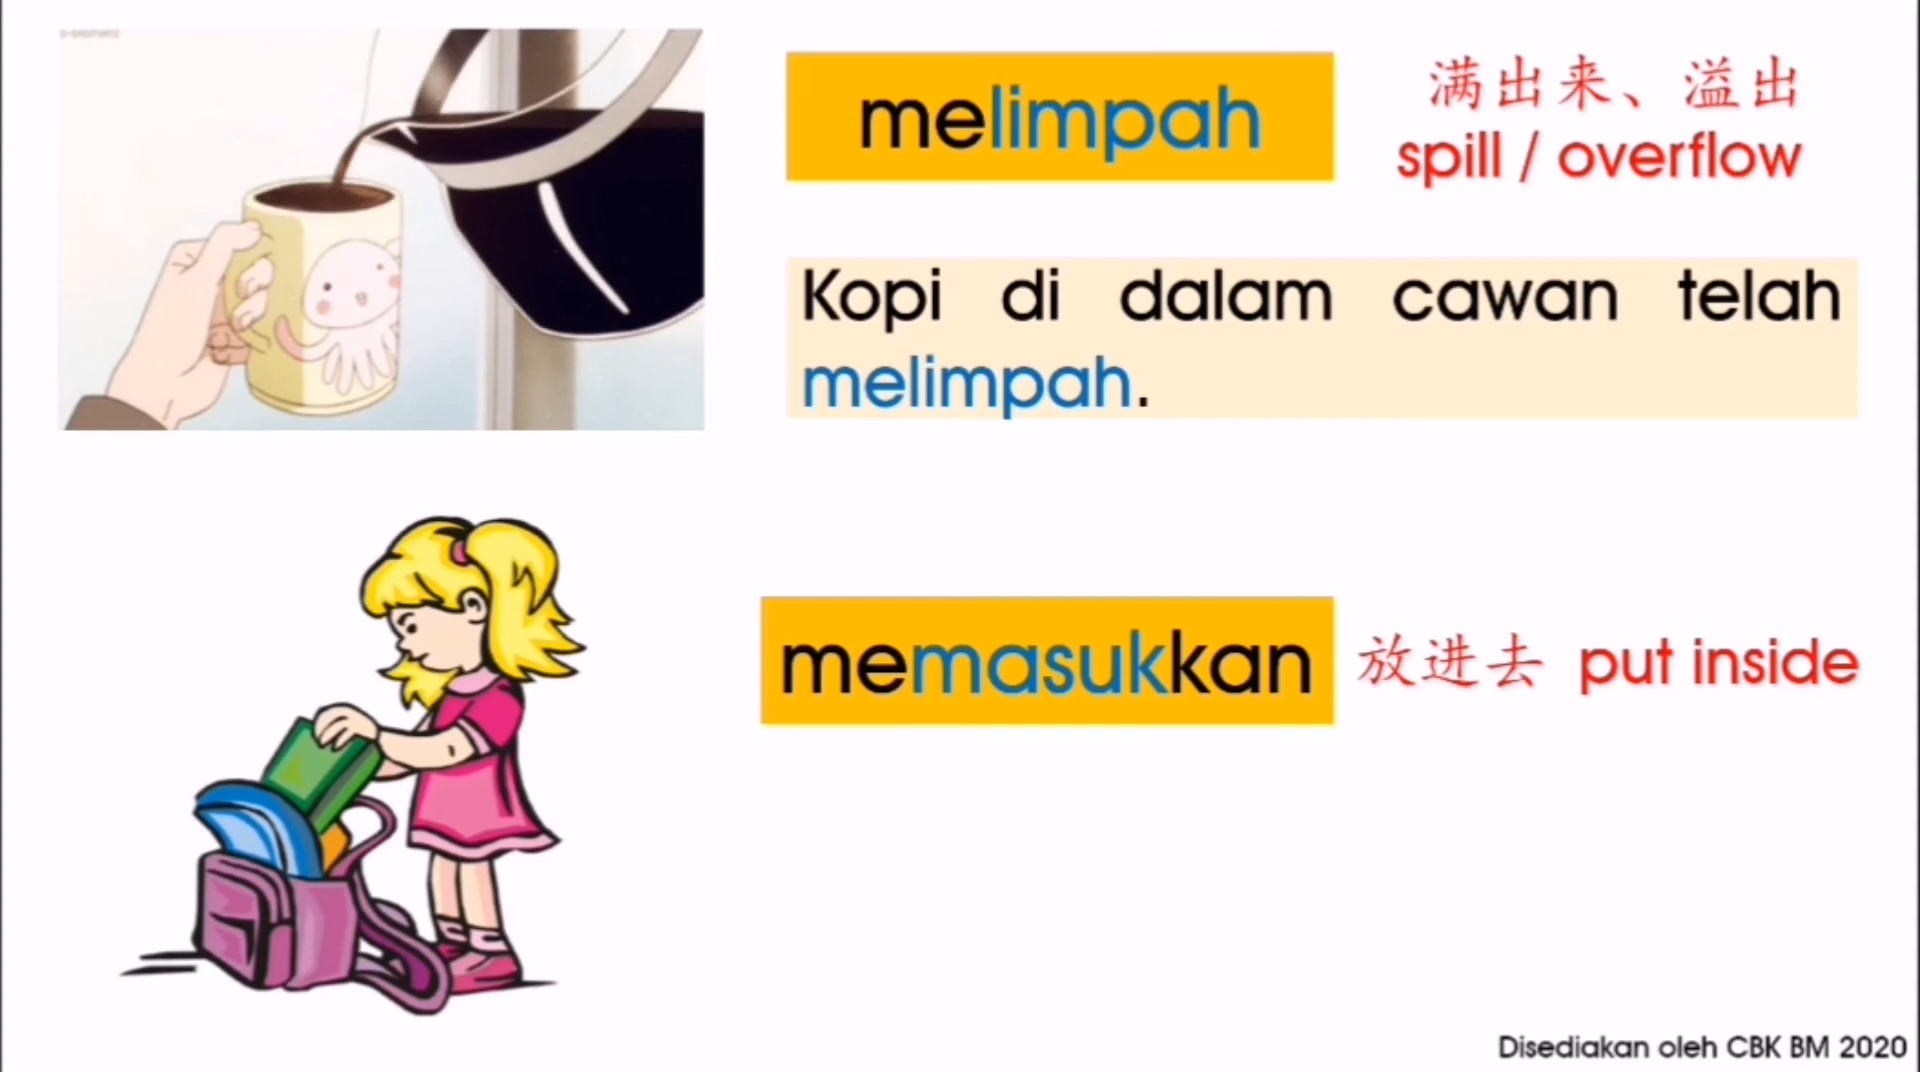 melimpah
满出来、溢出
spill / overflow
Kopi di dalam cawan telah
melimpah.
memasukkan
放进去 put inside
Disediakan oleh CBK BM 2020